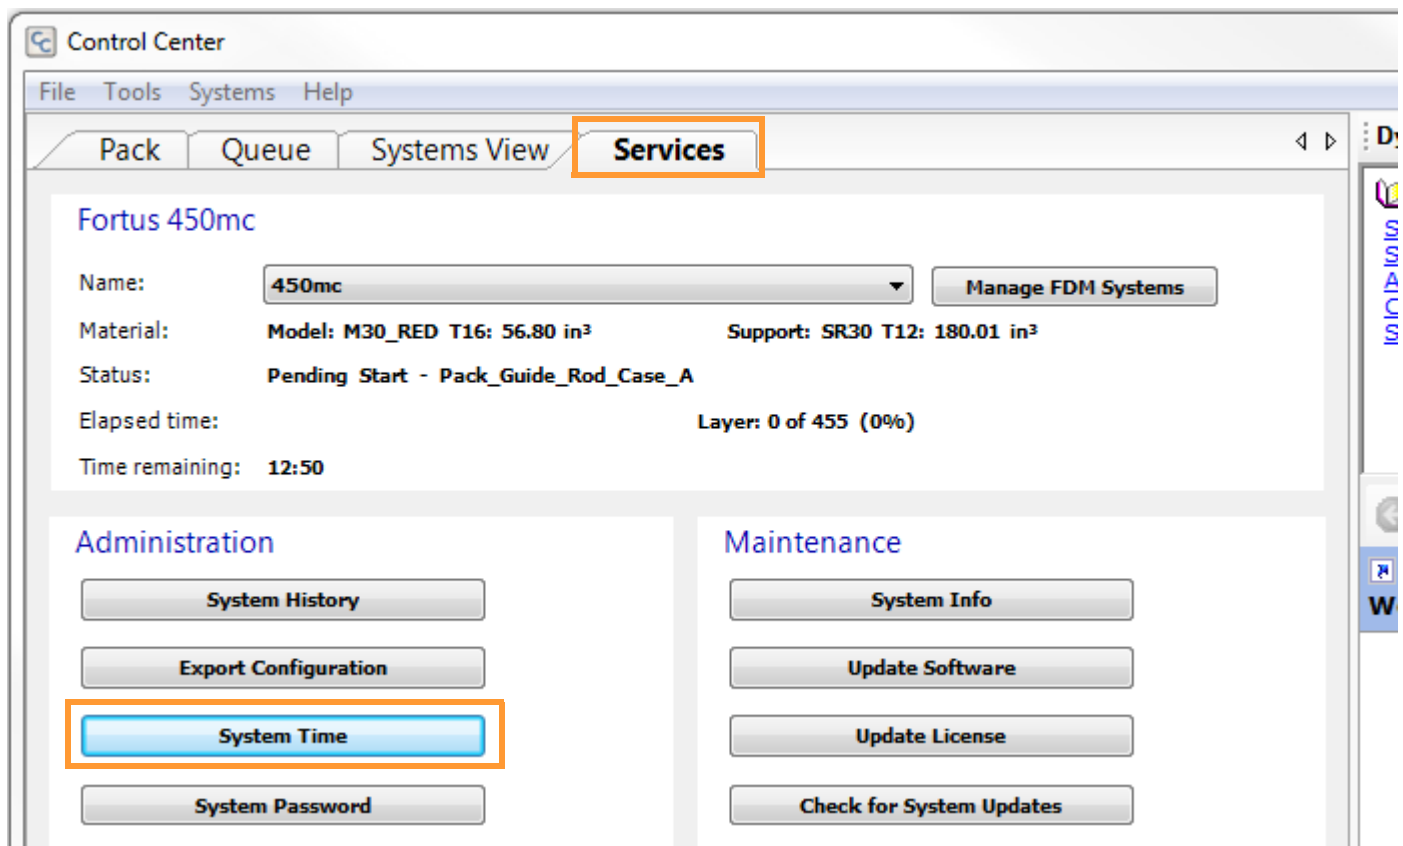 Control Center
File Tools Systems Help
Pack Queue Systems View Services
Fortus 450mc
Name: 450mc Manage FDM Systems
Material: Model: M30_RED T16: 56.80 in³ Support: SR30 T12: 180.01 in³
Status: Pending Start - Pack_Guide_Rod_Case_A
Elapsed time: Layer: 0 of 455 (0%)
Time remaining: 12:50
Administration
System History
Export Configuration
System Time
System Password
Maintenance
System Info
Update Software
Update License
Check for System Updates